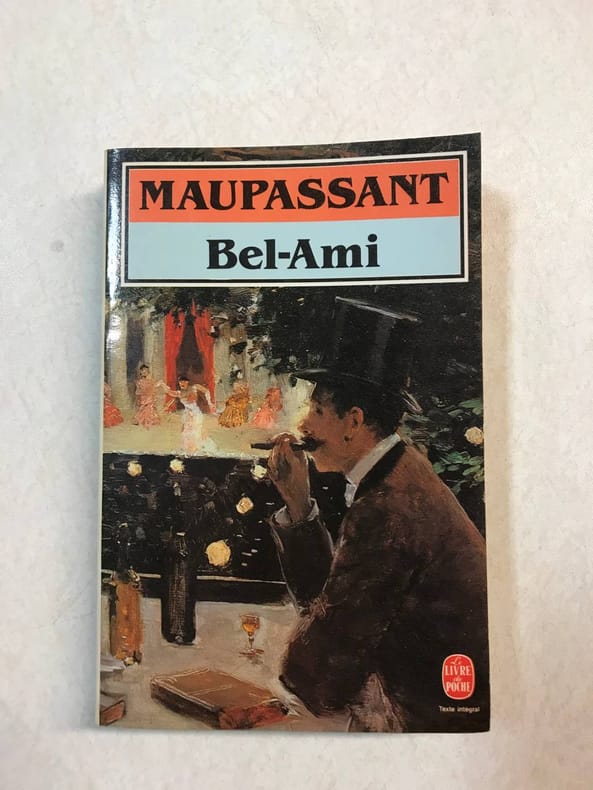 MAUPASSANT
Bel-Ami
Le
LIVRE
de
POCHE
Texte intégral